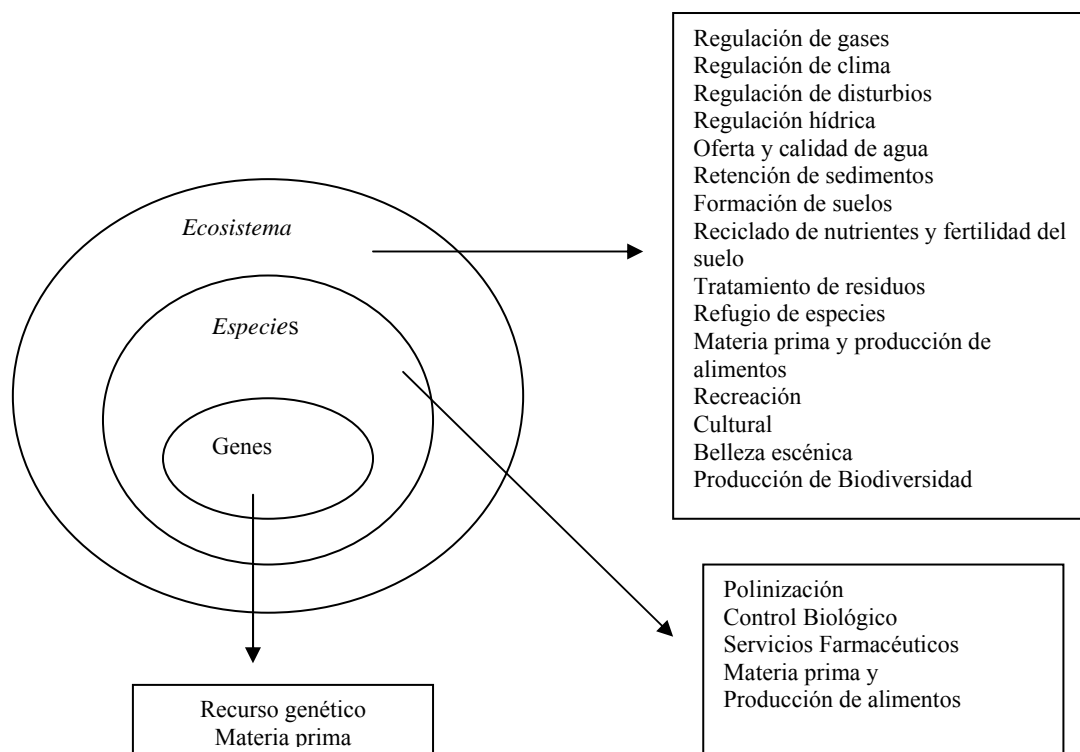 Regulación de gases
Regulación de clima
Regulación de disturbios
Regulación hídrica
Oferta y calidad de agua
Retención de sedimentos
Formación de suelos
Reciclado de nutrientes y fertilidad del
suelo
Tratamiento de residuos
Refugio de especies
Materia prima y producción de
alimentos
Recreación
Cultural
Belleza escénica
Producción de Biodiversidad
Ecosistema
Especies
Genes
Polinización
Control Biológico
Servicios Farmacéuticos
Materia prima y
Producción de alimentos
Recurso genético
Materia prima